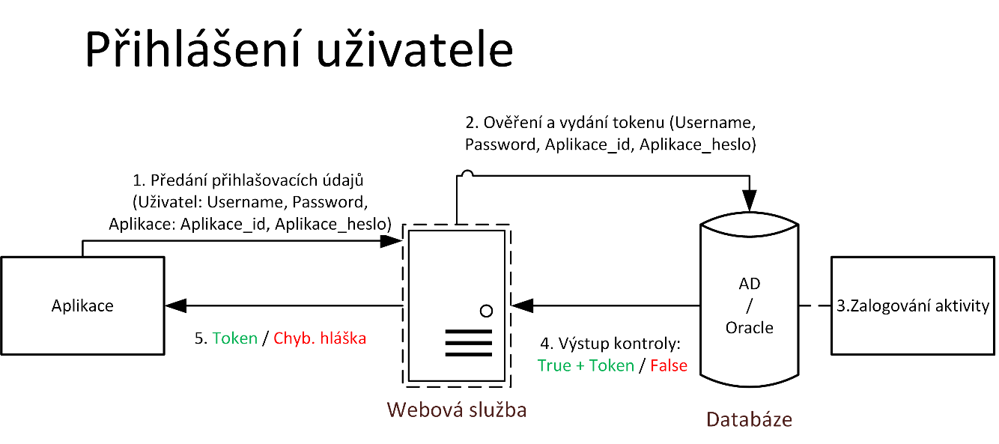 Přihlášení uživatele
2. Ověření a vydání tokenu (Username,
Password, Aplikace_id, Aplikace_heslo)
1. Předání přihlašovacích údajů
(Uživatel: Username, Password,
Aplikace: Aplikace_id, Aplikace_heslo)
Aplikace
AD
/
Oracle
3.Zalogování aktivity
5. Token / Chyb. hláška
4. Výstup kontroly:
True + Token / False
Webová služba
Databáze